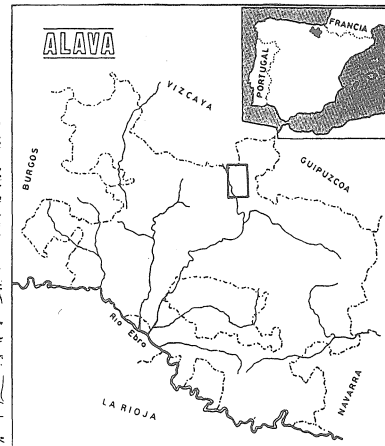 ALAVA
FRANCIA
PORTUGAL
VIZCAYA
BURGOS
GUIPUZCOA
Rio Ebro
LA RIOJA
NAVARRA